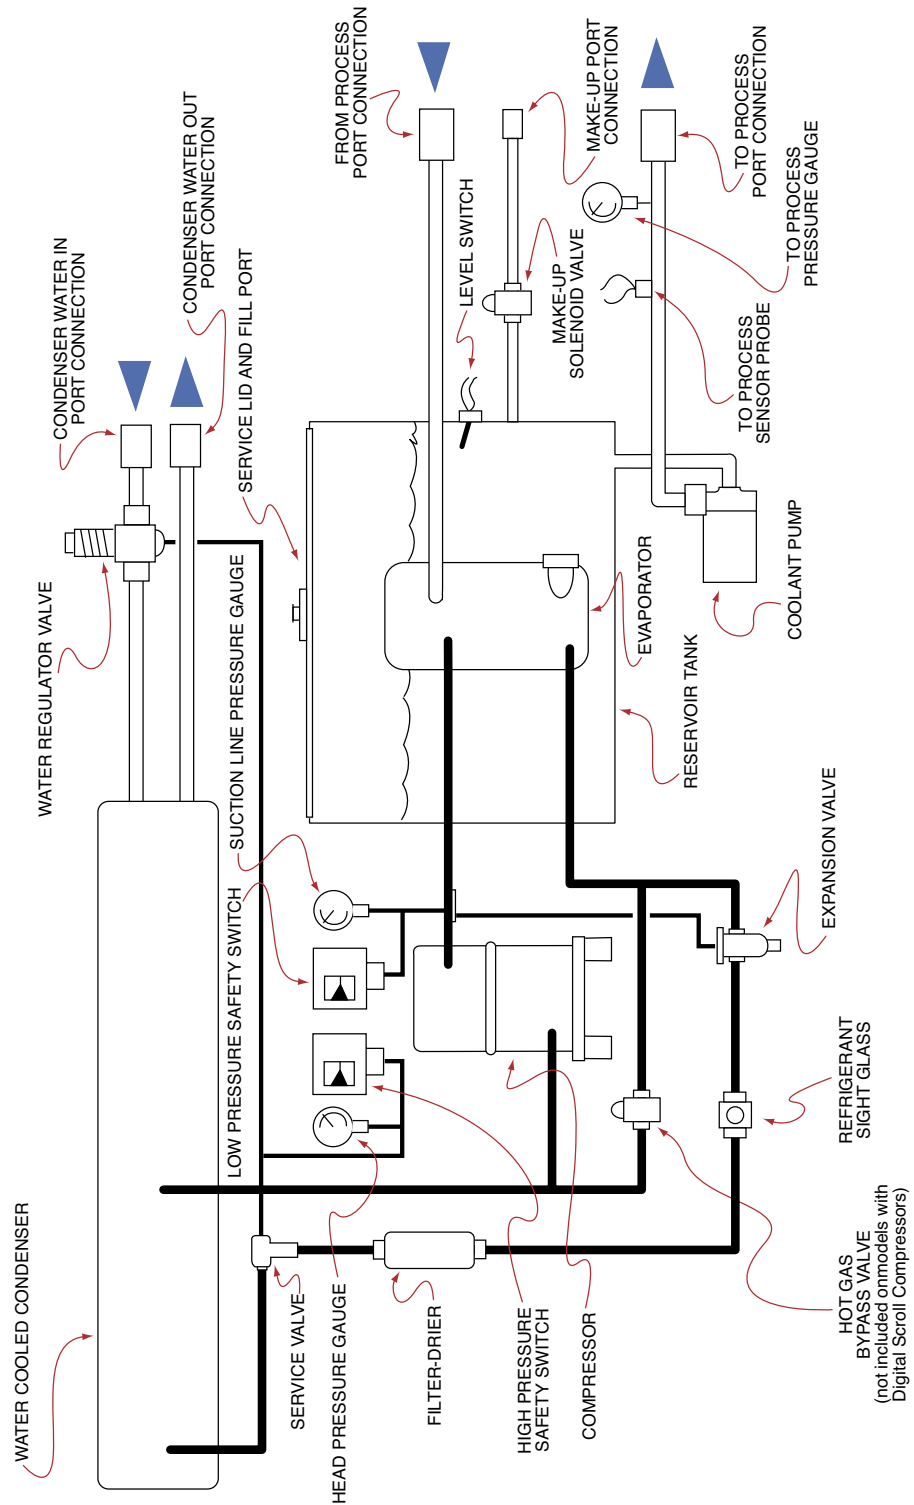 WATER COOLED CONDENSER
WATER REGULATOR VALVE
CONDENSER WATER IN
PORT CONNECTION
CONDENSER WATER OUT
PORT CONNECTION
SERVICE LID AND FILL PORT
SUCTION LINE PRESSURE GAUGE
LOW PRESSURE SAFETY SWITCH
SERVICE VALVE
HEAD PRESSURE GAUGE
FROM PROCESS
PORT CONNECTION
LEVEL SWITCH
MAKE-UP
SOLENOID VALVE
MAKE-UP PORT
CONNECTION
FILTER-DRIER
HIGH PRESSURE
SAFETY SWITCH
COMPRESSOR
EVAPORATOR
RESERVOIR TANK
TO PROCESS
PORT CONNECTION
TO PROCESS
PRESSURE GAUGE
TO PROCESS
SENSOR PROBE
COOLANT PUMP
EXPANSION VALVE
REFRIGERANT
SIGHT GLASS
HOT GAS
BYPASS VALVE
(not included onmodels with
Digital Scroll Compressors)